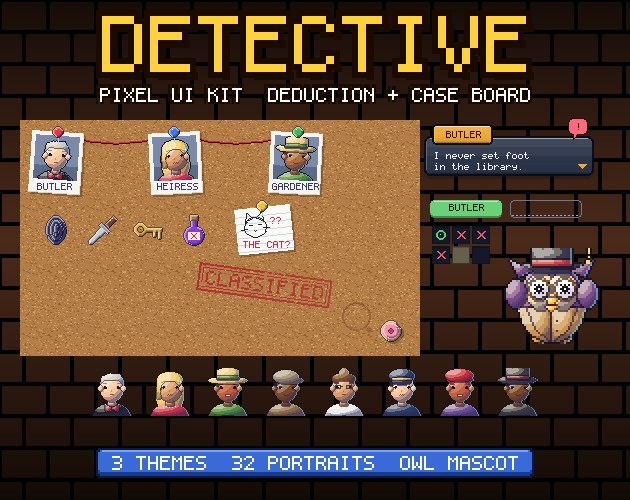 DETECTIVE
PIXEL UI KIT  DEDUCTION + CASE BOARD
BUTLER
HEIRESS
GARDENER
??
THE CAT?
CLASSIFIED
!
BUTLER
I never set foot
in the library.
BUTLER
3 THEMES  32 PORTRAITS  OWL MASCOT